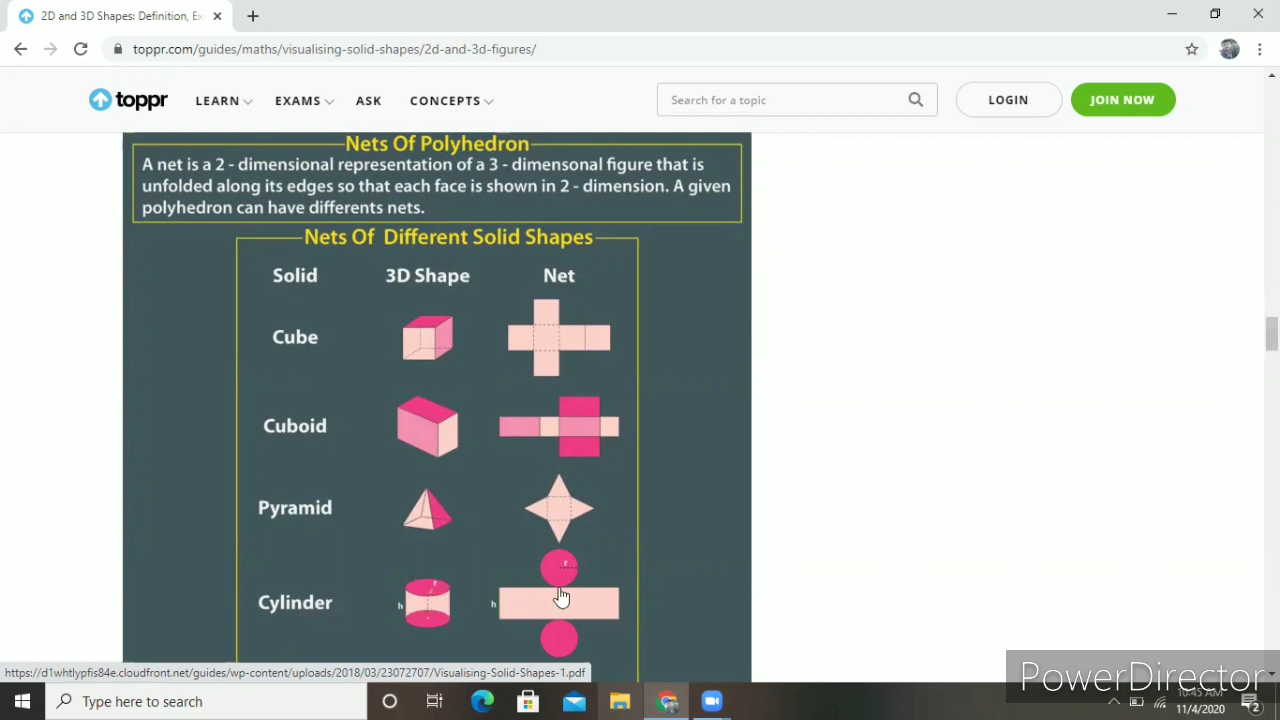 2D and 3D Shapes: Definition, Ex
toppr.com/guides/maths/visualising-solid-shapes/2d-and-3d-figures/
toppr LEARN EXAMS ASK CONCEPTS Search for a topic LOGIN JOIN NOW
Nets Of Polyhedron
A net is a 2 - dimensional representation of a 3 - dimensonal figure that is
unfolded along its edges so that each face is shown in 2 - dimension. A given
polyhedron can have differents nets.
Nets Of Different Solid Shapes
Solid 3D Shape Net
Cube
Cuboid
Pyramid
r
r
Cylinder h h
https://d1whtlypfis84e.cloudfront.net/guides/wp-content/uploads/2018/03/23072707/Visualising-Solid-Shapes-1.pdf
PowerDirector
Type here to search
10:45 AM
11/4/2020
2